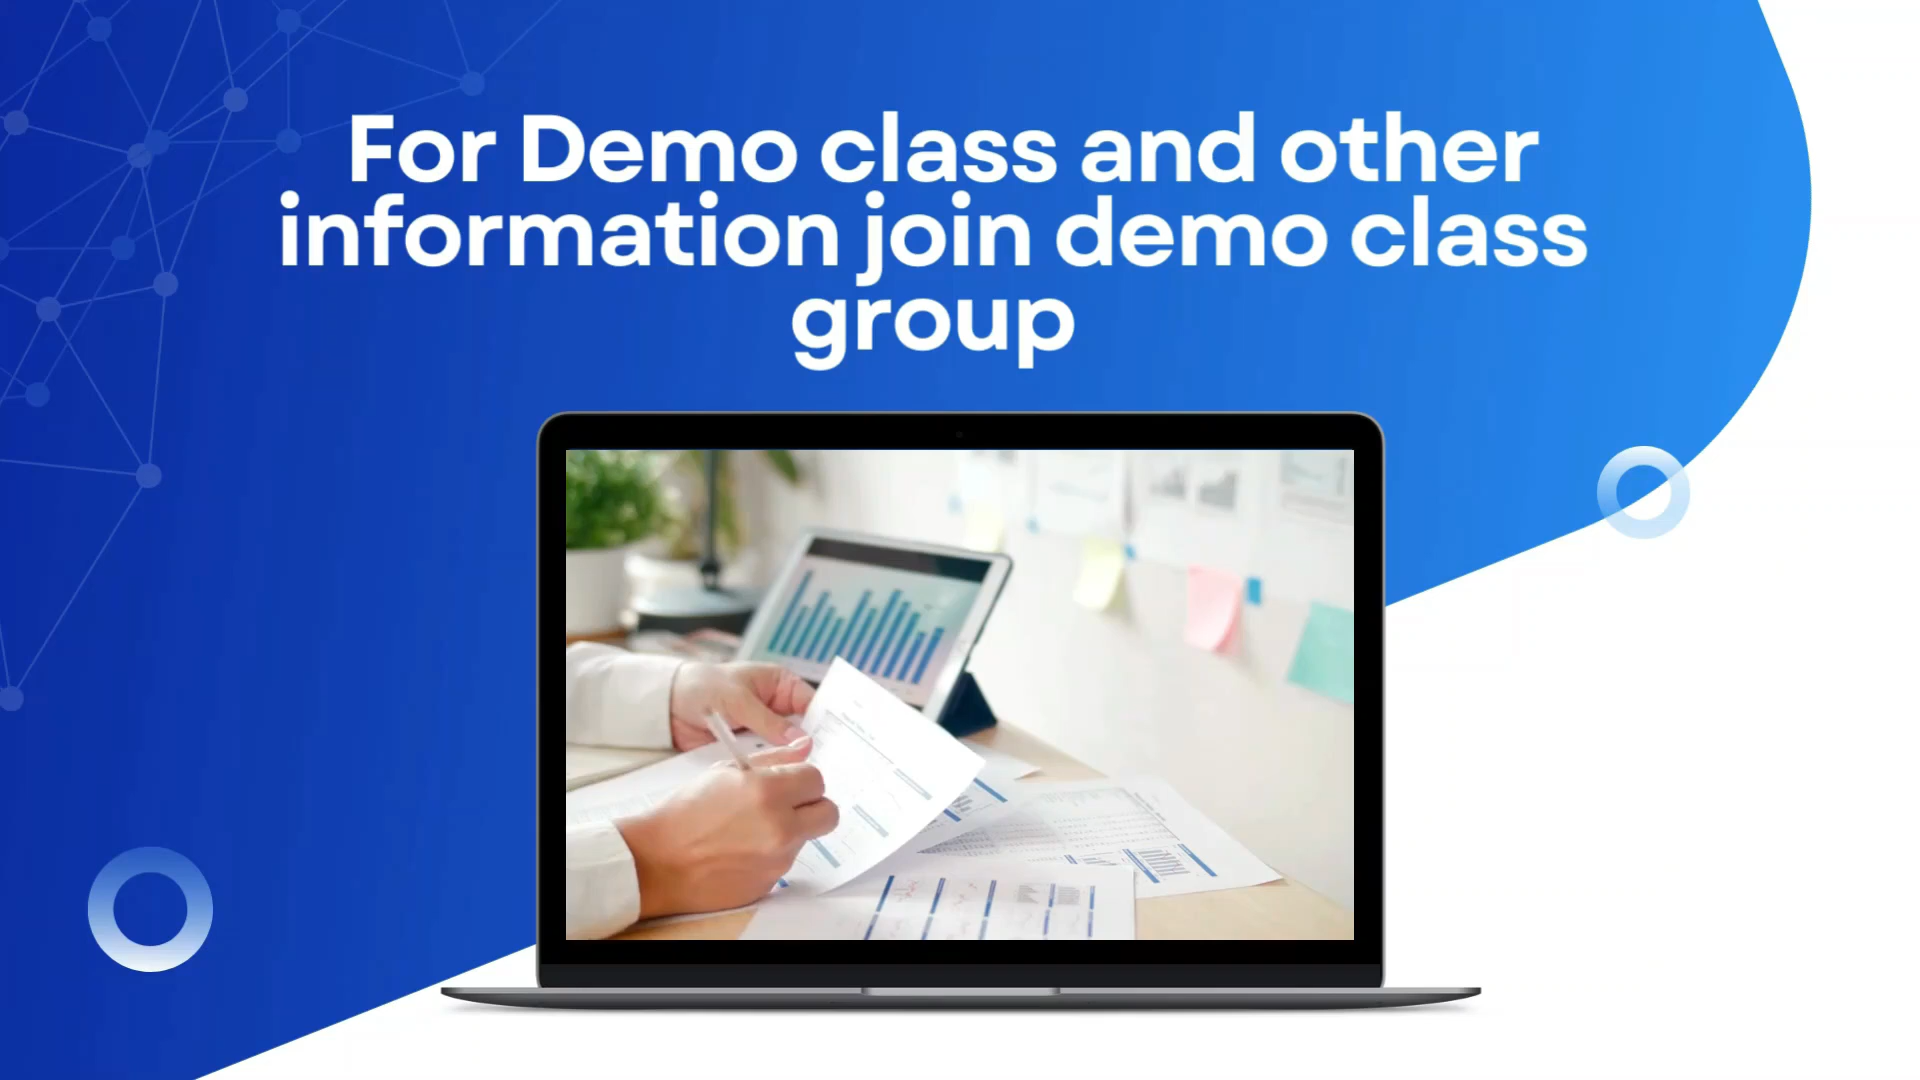 For Demo class and other
information join demo class
group